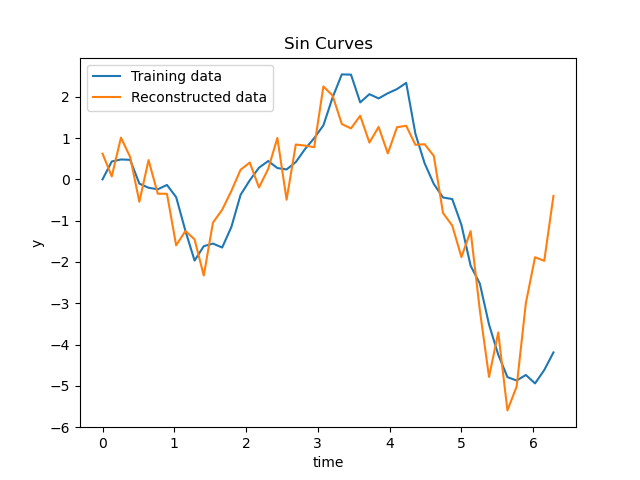 Sin Curves
Training data
Reconstructed data
y
2
1
0
−1
−2
−3
−4
−5
−6
0 1 2 3 4 5 6
time